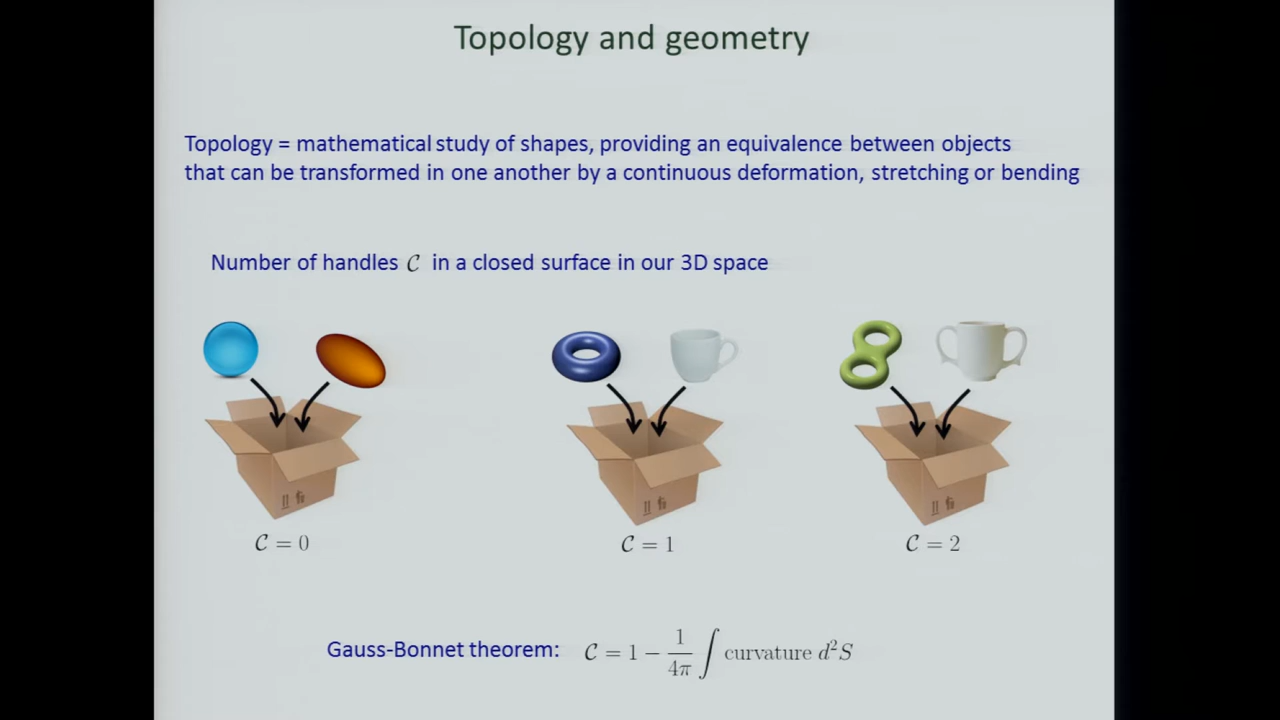 Topology and geometry
Topology = mathematical study of shapes, providing an equivalence between objects
that can be transformed in one another by a continuous deformation, stretching or bending
Number of handles 𝒞 in a closed surface in our 3D space
𝒞 = 0
𝒞 = 1
𝒞 = 2
Gauss-Bonnet theorem: 𝒞 = 1 − 1/4π ∫ curvature d²S